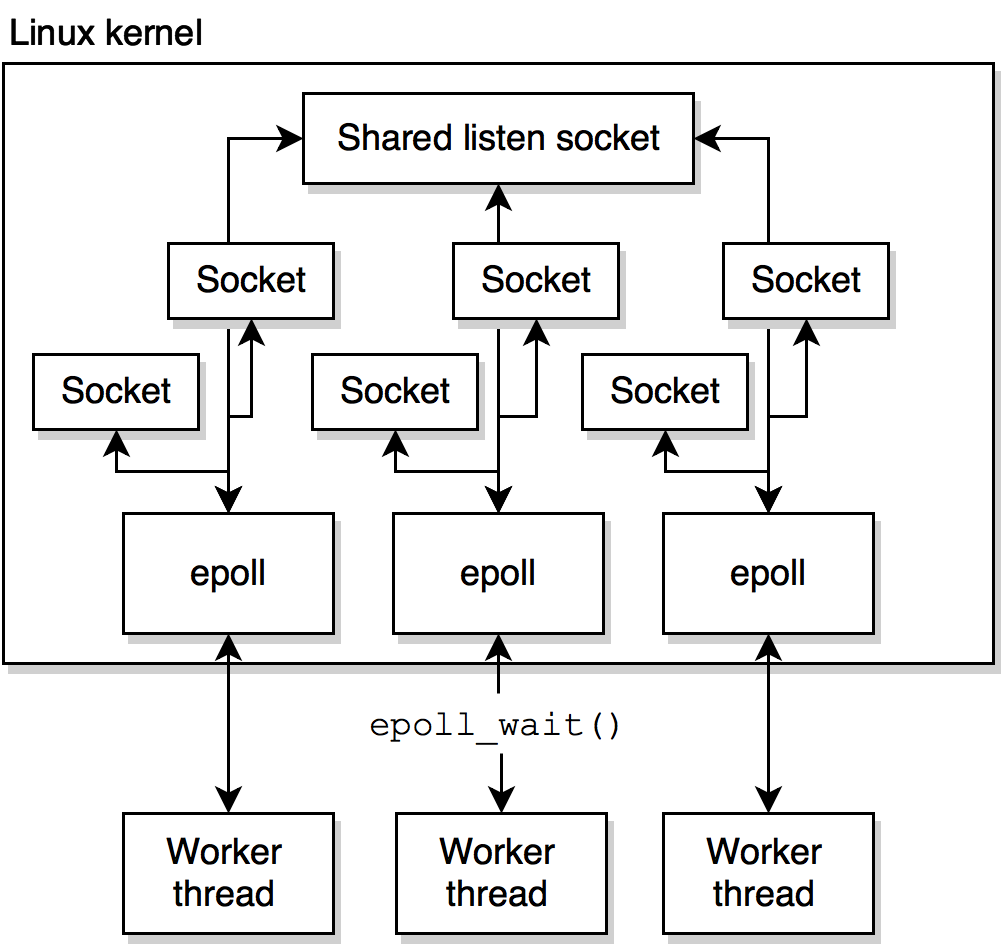 Linux kernel
Shared listen socket
Socket
Socket
Socket
Socket
Socket
Socket
epoll
epoll
epoll
epoll_wait()
Worker
thread
Worker
thread
Worker
thread